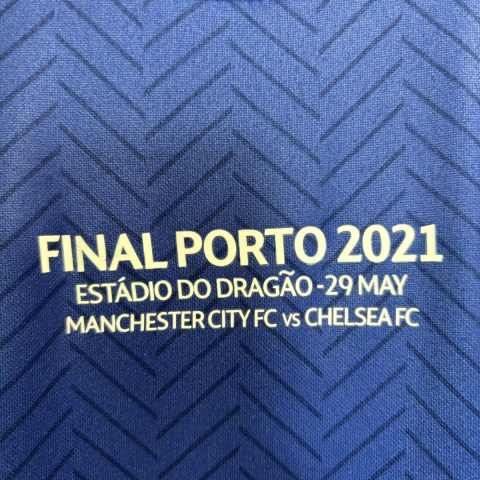 FINAL PORTO 2021
ESTÁDIO DO DRAGÃO - 29 MAY
MANCHESTER CITY FC vs CHELSEA FC